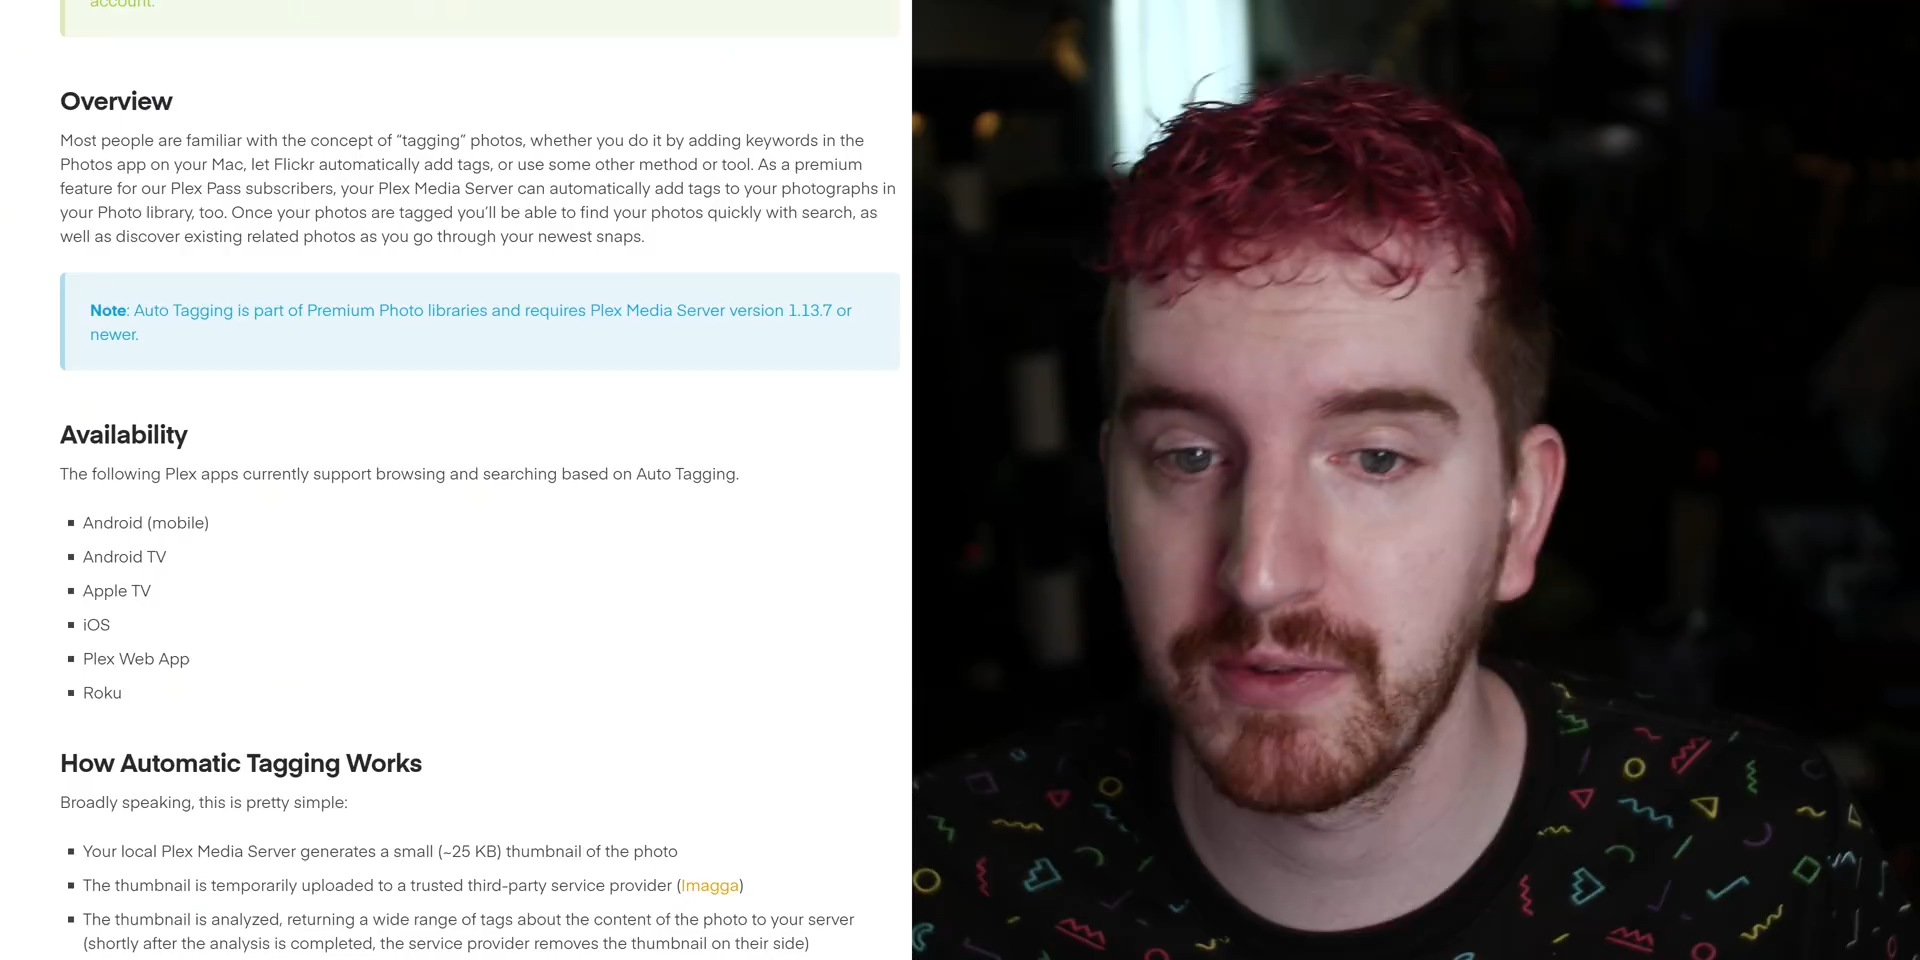 account.
Overview
Most people are familiar with the concept of “tagging” photos, whether you do it by adding keywords in the
Photos app on your Mac, let Flickr automatically add tags, or use some other method or tool. As a premium
feature for our Plex Pass subscribers, your Plex Media Server can automatically add tags to your photographs in
your Photo library, too. Once your photos are tagged you’ll be able to find your photos quickly with search, as
well as discover existing related photos as you go through your newest snaps.
Note: Auto Tagging is part of Premium Photo libraries and requires Plex Media Server version 1.13.7 or
newer.
Availability
The following Plex apps currently support browsing and searching based on Auto Tagging.
▪ Android (mobile)
▪ Android TV
▪ Apple TV
▪ iOS
▪ Plex Web App
▪ Roku
How Automatic Tagging Works
Broadly speaking, this is pretty simple:
▪ Your local Plex Media Server generates a small (~25 KB) thumbnail of the photo
▪ The thumbnail is temporarily uploaded to a trusted third-party service provider (Imagga)
▪ The thumbnail is analyzed, returning a wide range of tags about the content of the photo to your server
(shortly after the analysis is completed, the service provider removes the thumbnail on their side)